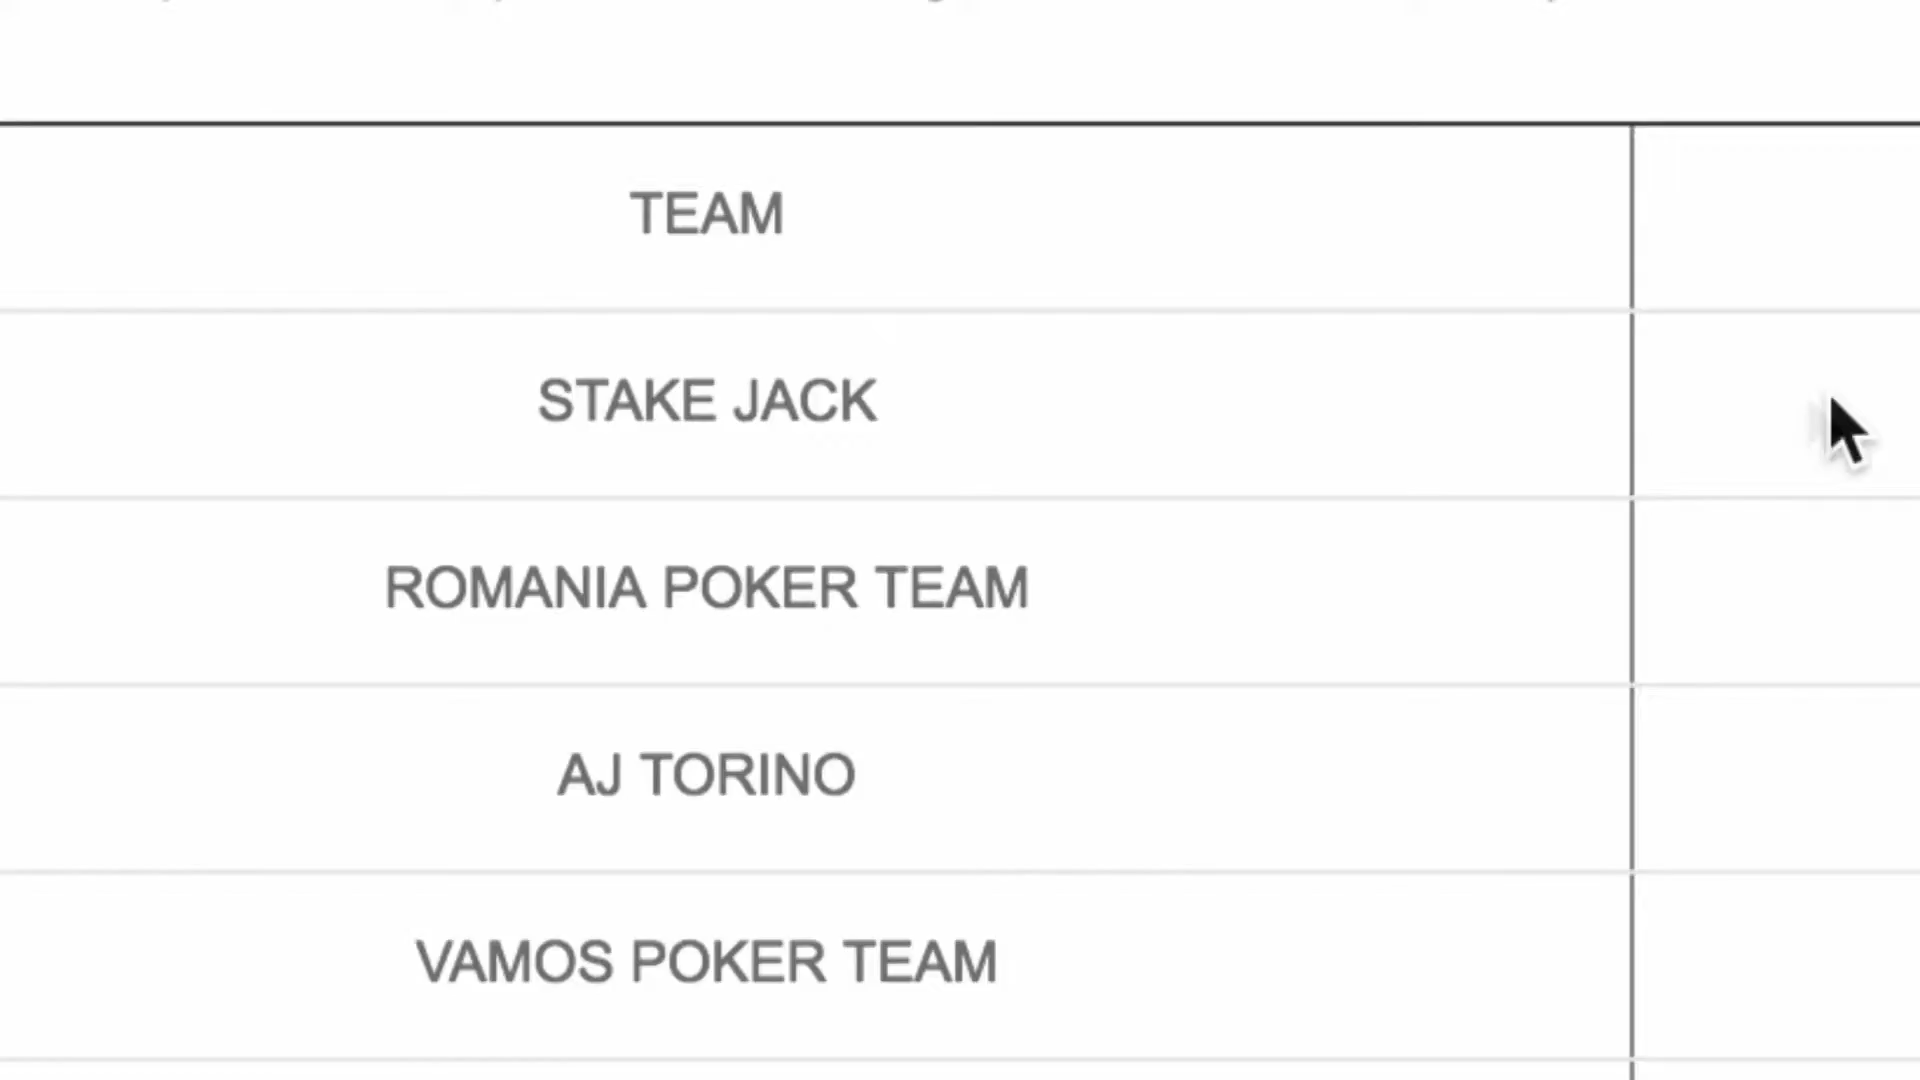 TEAM
STAKE JACK
ROMANIA POKER TEAM
AJ TORINO
VAMOS POKER TEAM